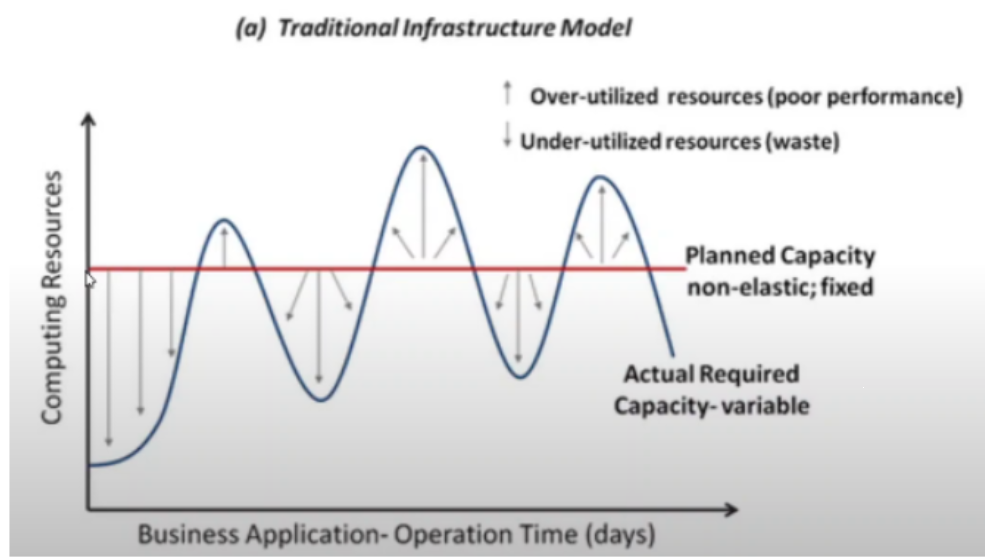 (a) Traditional Infrastructure Model
Over-utilized resources (poor performance)
Under-utilized resources (waste)
Computing Resources
Planned Capacity
non-elastic; fixed
Actual Required
Capacity- variable
Business Application- Operation Time (days)